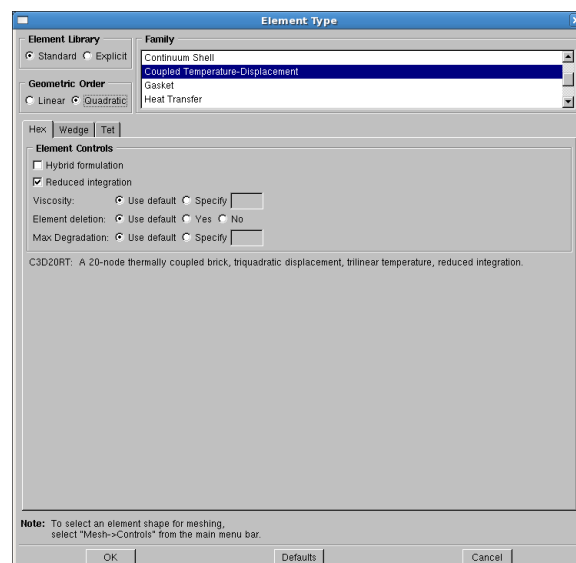 Element Type
Element Library
Family
Standard Explicit
Continuum Shell
Coupled Temperature-Displacement
Gasket
Heat Transfer
Geometric Order
Linear Quadratic
Hex Wedge Tet
Element Controls
Hybrid formulation
Reduced integration
Viscosity: Use default Specify
Element deletion: Use default Yes No
Max Degradation: Use default Specify
C3D20RT: A 20-node thermally coupled brick, triquadratic displacement, trilinear temperature, reduced integration.
Note: To select an element shape for meshing,
select "Mesh->Controls" from the main menu bar.
OK Defaults Cancel